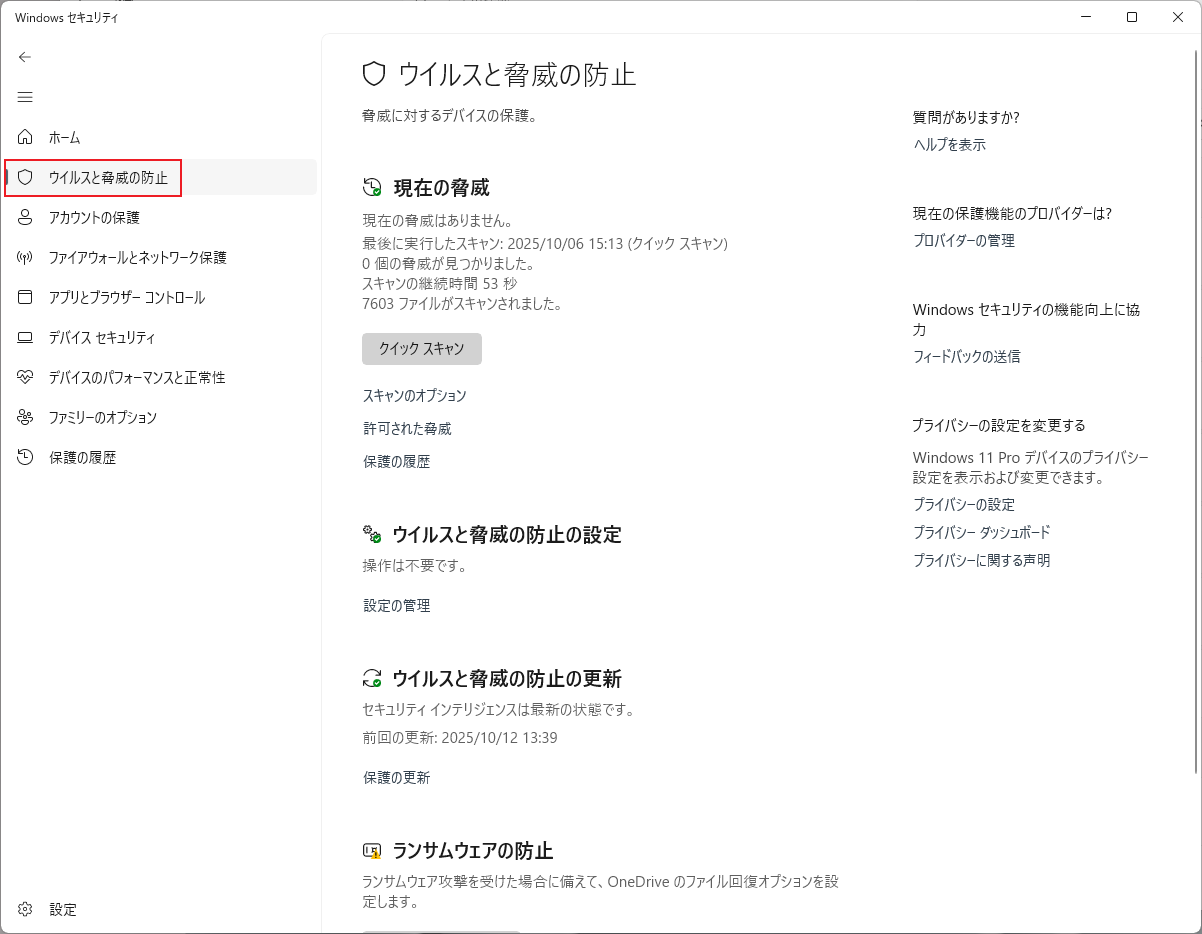 Windows セキュリティ
ホーム
ウイルスと脅威の防止
アカウントの保護
ファイアウォールとネットワーク保護
アプリとブラウザー コントロール
デバイス セキュリティ
デバイスのパフォーマンスと正常性
ファミリーのオプション
保護の履歴
設定
ウイルスと脅威の防止
脅威に対するデバイスの保護。
現在の脅威
現在の脅威はありません。
最後に実行したスキャン: 2025/10/06 15:13 (クイック スキャン)
0 個の脅威が見つかりました。
スキャンの継続時間 53 秒
7603 ファイルがスキャンされました。
クイック スキャン
スキャンのオプション
許可された脅威
保護の履歴
ウイルスと脅威の防止の設定
操作は不要です。
設定の管理
ウイルスと脅威の防止の更新
セキュリティ インテリジェンスは最新の状態です。
前回の更新: 2025/10/12 13:39
保護の更新
ランサムウェアの防止
ランサムウェア攻撃を受けた場合に備えて、OneDrive のファイル回復オプションを設
定します。
質問がありますか?
ヘルプを表示
現在の保護機能のプロバイダーは?
プロバイダーの管理
Windows セキュリティの機能向上に協
力
フィードバックの送信
プライバシーの設定を変更する
Windows 11 Pro デバイスのプライバシー
設定を表示および変更できます。
プライバシーの設定
プライバシー ダッシュボード
プライバシーに関する声明